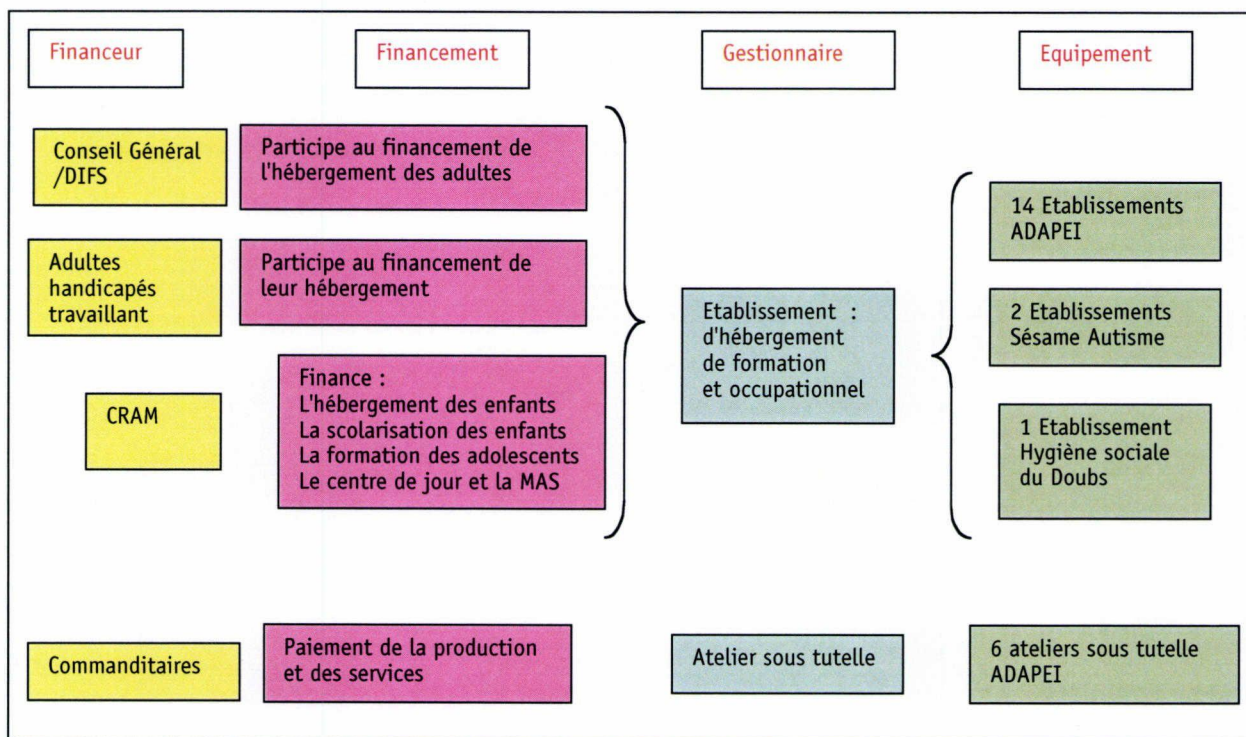 Financeur
Financement
Gestionnaire
Equipement
Conseil Général
/DIFS
Participe au financement de
l'hébergement des adultes
Adultes
handicapés
travaillant
Participe au financement de
leur hébergement
CRAM
Finance :
L'hébergement des enfants
La scolarisation des enfants
La formation des adolescents
Le centre de jour et la MAS
Etablissement :
d'hébergement
de formation
et occupationnel
14 Etablissements
ADAPEI
2 Etablissements
Sésame Autisme
1 Etablissement
Hygiène sociale
du Doubs
Commanditaires
Paiement de la production
et des services
Atelier sous tutelle
6 ateliers sous tutelle
ADAPEI